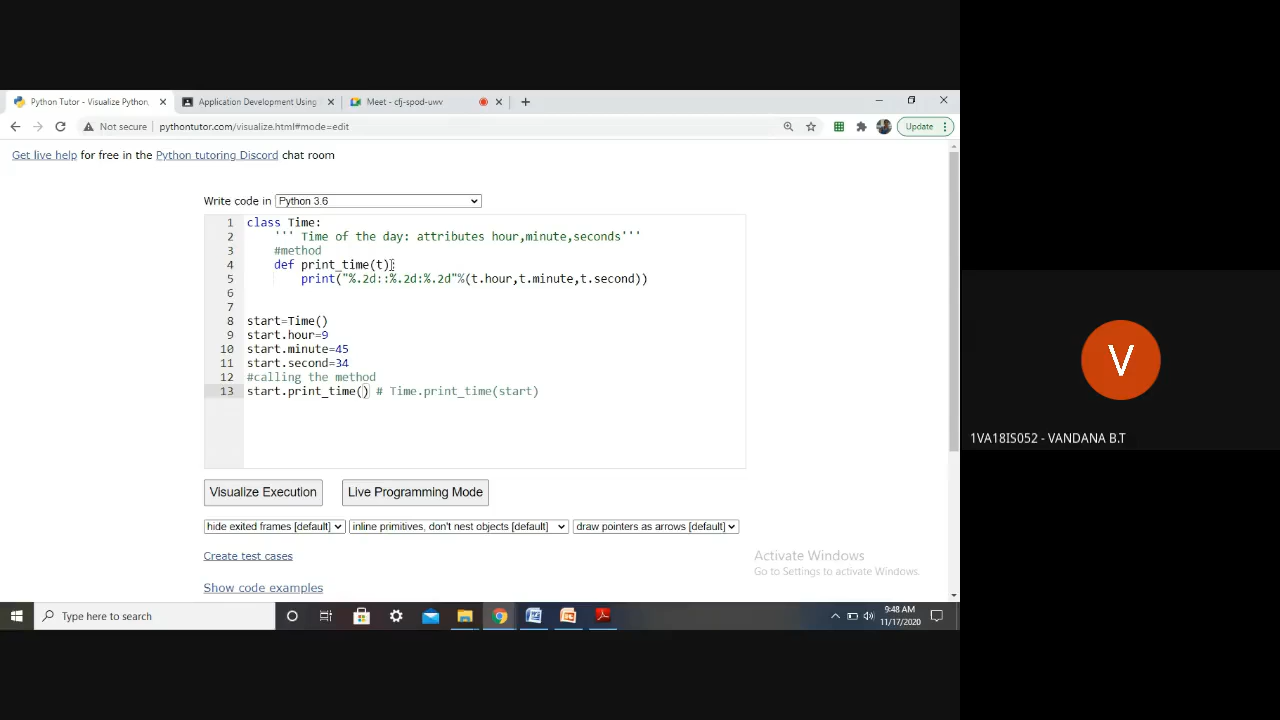 Python Tutor - Visualize Python,
Application Development Using
Meet - cfj-spod-uwv
Not secure
pythontutor.com/visualize.html#mode=edit
Update
Get live help for free in the Python tutoring Discord chat room
Write code in
Python 3.6
1 class Time:
2 ''' Time of the day: attributes hour,minute,seconds'''
3 #method
4 def print_time(t):
5 print("%.2d::%.2d:%.2d"%(t.hour,t.minute,t.second))
6
7
8 start=Time()
9 start.hour=9
10 start.minute=45
11 start.second=34
12 #calling the method
13 start.print_time() # Time.print_time(start)
Visualize Execution
Live Programming Mode
hide exited frames [default]
inline primitives, don't nest objects [default]
draw pointers as arrows [default]
Create test cases
Show code examples
Activate Windows
Go to Settings to activate Windows.
Type here to search
9:48 AM
11/17/2020
V
1VA18IS052 - VANDANA B.T